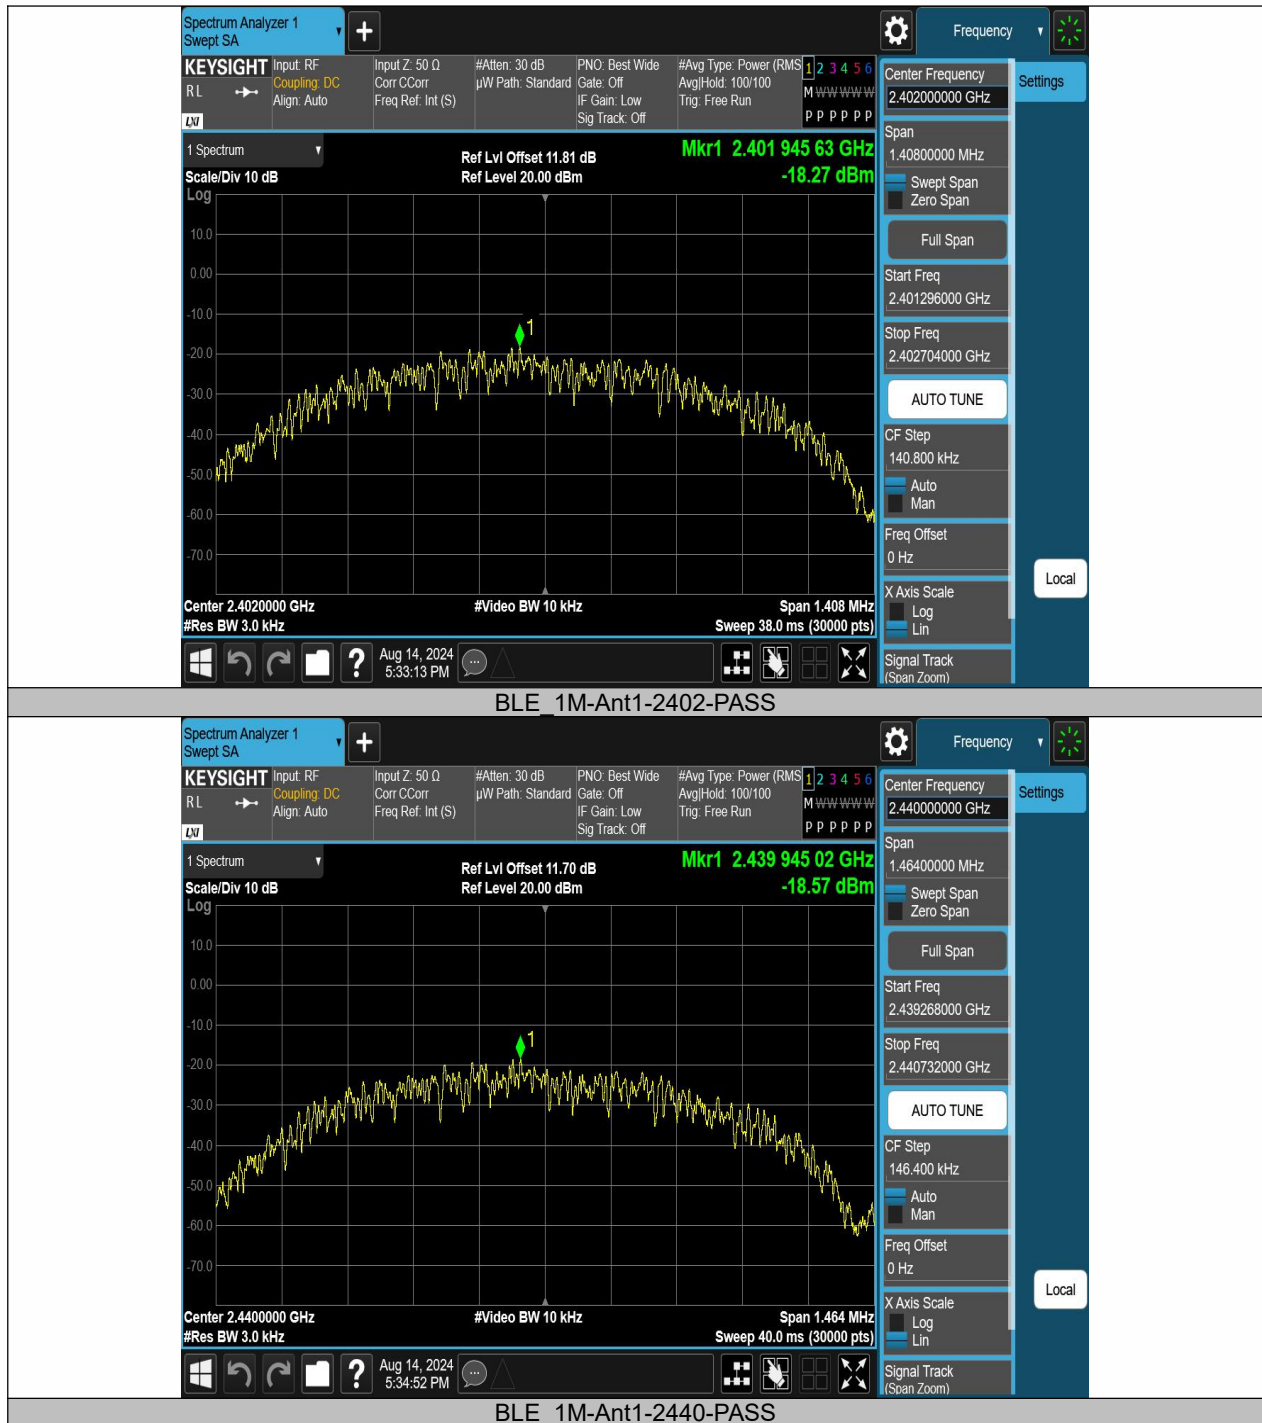 Spectrum Analyzer 1
Swept SA
+
Frequency
KEYSIGHT
R L
LXI
Input: RF
Coupling: DC
Align: Auto
Input Z: 50 Ω
Corr CCorr
Freq Ref: Int (S)
#Atten: 30 dB
µW Path: Standard
PNO: Best Wide
Gate: Off
IF Gain: Low
Sig Track: Off
#Avg Type: Power (RMS
Avg|Hold: 100/100
Trig: Free Run
1 2 3 4 5 6
M W W W W W
P P P P P P
1 Spectrum
Scale/Div 10 dB
Ref Lvl Offset 11.81 dB
Ref Level 20.00 dBm
Mkr1 2.401 945 63 GHz
-18.27 dBm
Log
10.0
0.00
-10.0
-20.0
-30.0
-40.0
-50.0
-60.0
-70.0
1
Center 2.4020000 GHz
#Res BW 3.0 kHz
#Video BW 10 kHz
Span 1.408 MHz
Sweep 38.0 ms (30000 pts)
Center Frequency
2.402000000 GHz
Settings
Span
1.40800000 MHz
Swept Span
Zero Span
Full Span
Start Freq
2.401296000 GHz
Stop Freq
2.402704000 GHz
AUTO TUNE
CF Step
140.800 kHz
Auto
Man
Freq Offset
0 Hz
X Axis Scale
Log
Lin
Signal Track
(Span Zoom)
Local
?
Aug 14, 2024
5:33:13 PM
BLE_1M-Ant1-2402-PASS
Spectrum Analyzer 1
Swept SA
+
Frequency
KEYSIGHT
R L
LXI
Input: RF
Coupling: DC
Align: Auto
Input Z: 50 Ω
Corr CCorr
Freq Ref: Int (S)
#Atten: 30 dB
µW Path: Standard
PNO: Best Wide
Gate: Off
IF Gain: Low
Sig Track: Off
#Avg Type: Power (RMS
Avg|Hold: 100/100
Trig: Free Run
1 2 3 4 5 6
M W W W W W
P P P P P P
1 Spectrum
Scale/Div 10 dB
Ref Lvl Offset 11.70 dB
Ref Level 20.00 dBm
Mkr1 2.439 945 02 GHz
-18.57 dBm
Log
10.0
0.00
-10.0
-20.0
-30.0
-40.0
-50.0
-60.0
-70.0
1
Center 2.4400000 GHz
#Res BW 3.0 kHz
#Video BW 10 kHz
Span 1.464 MHz
Sweep 40.0 ms (30000 pts)
Center Frequency
2.440000000 GHz
Settings
Span
1.46400000 MHz
Swept Span
Zero Span
Full Span
Start Freq
2.439268000 GHz
Stop Freq
2.440732000 GHz
AUTO TUNE
CF Step
146.400 kHz
Auto
Man
Freq Offset
0 Hz
X Axis Scale
Log
Lin
Signal Track
(Span Zoom)
Local
?
Aug 14, 2024
5:34:52 PM
BLE_1M-Ant1-2440-PASS